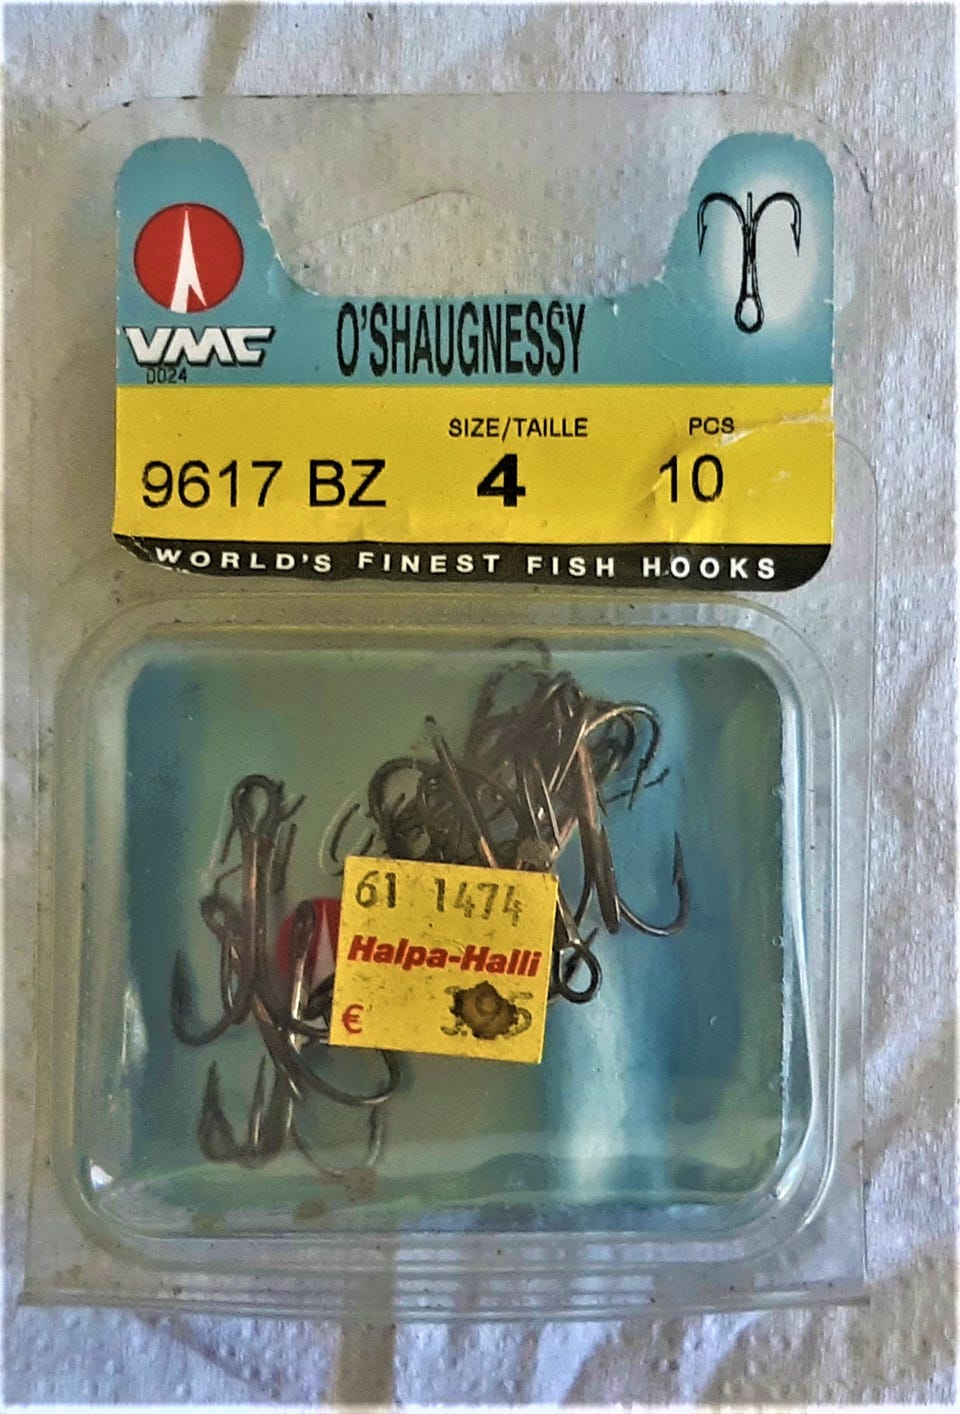 VMC
D024
O'SHAUGNESSY
SIZE/TAILLE PCS
9617 BZ 4 10
WORLD'S FINEST FISH HOOKS
61 1474
Halpa-Halli
€